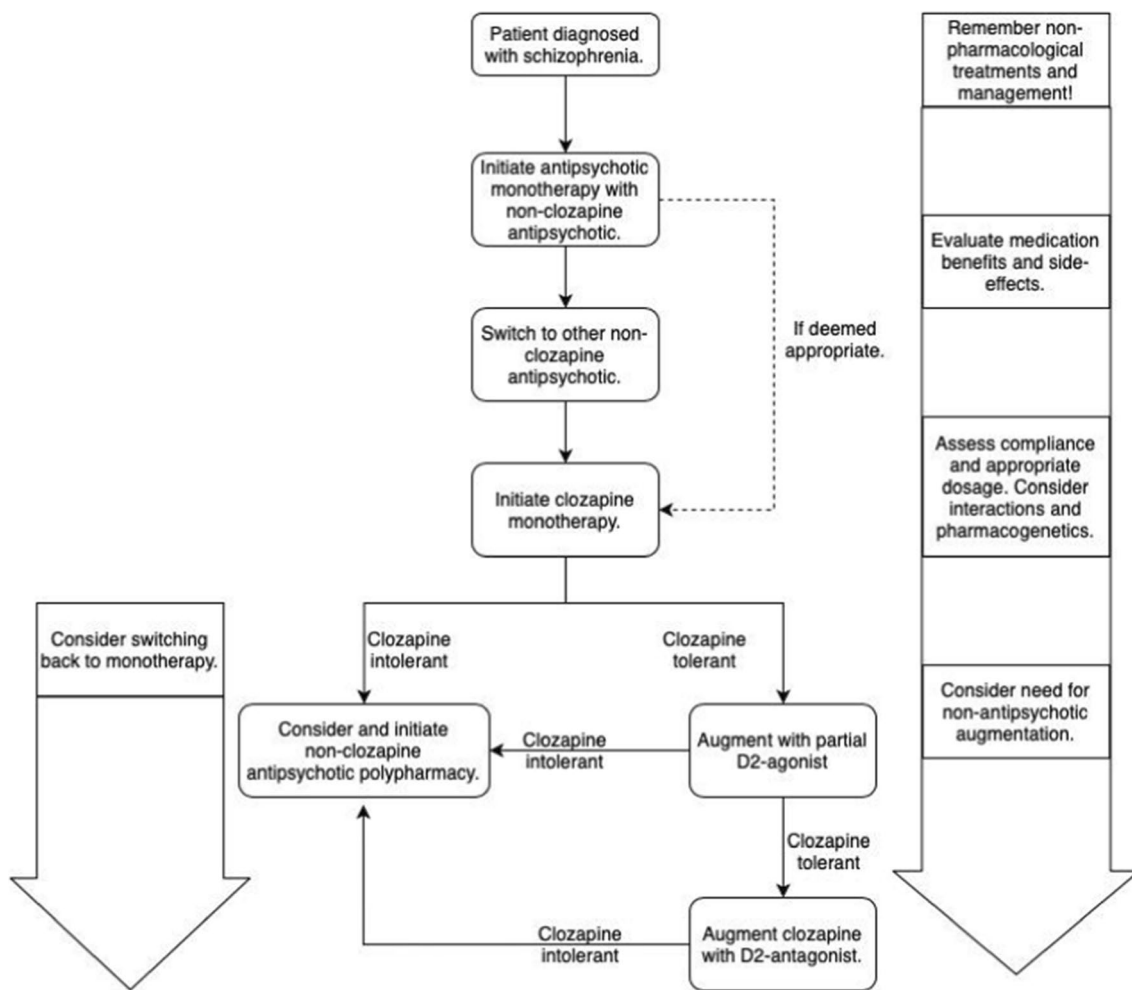 Patient diagnosed
with schizophrenia.
Remember non-
pharmacological
treatments and
management!
Initiate antipsychotic
monotherapy with
non-clozapine
antipsychotic.
Evaluate medication
benefits and side-
effects.
If deemed
appropriate.
Switch to other non-
clozapine
antipsychotic.
Assess compliance
and appropriate
dosage. Consider
interactions and
pharmacogenetics.
Initiate clozapine
monotherapy.
Consider switching
back to monotherapy.
Clozapine
intolerant
Clozapine
tolerant
Consider need for
non-antipsychotic
augmentation.
Consider and initiate
non-clozapine
antipsychotic polypharmacy.
Clozapine
intolerant
Augment with partial
D2-agonist
Clozapine
tolerant
Clozapine
intolerant
Augment clozapine
with D2-antagonist.